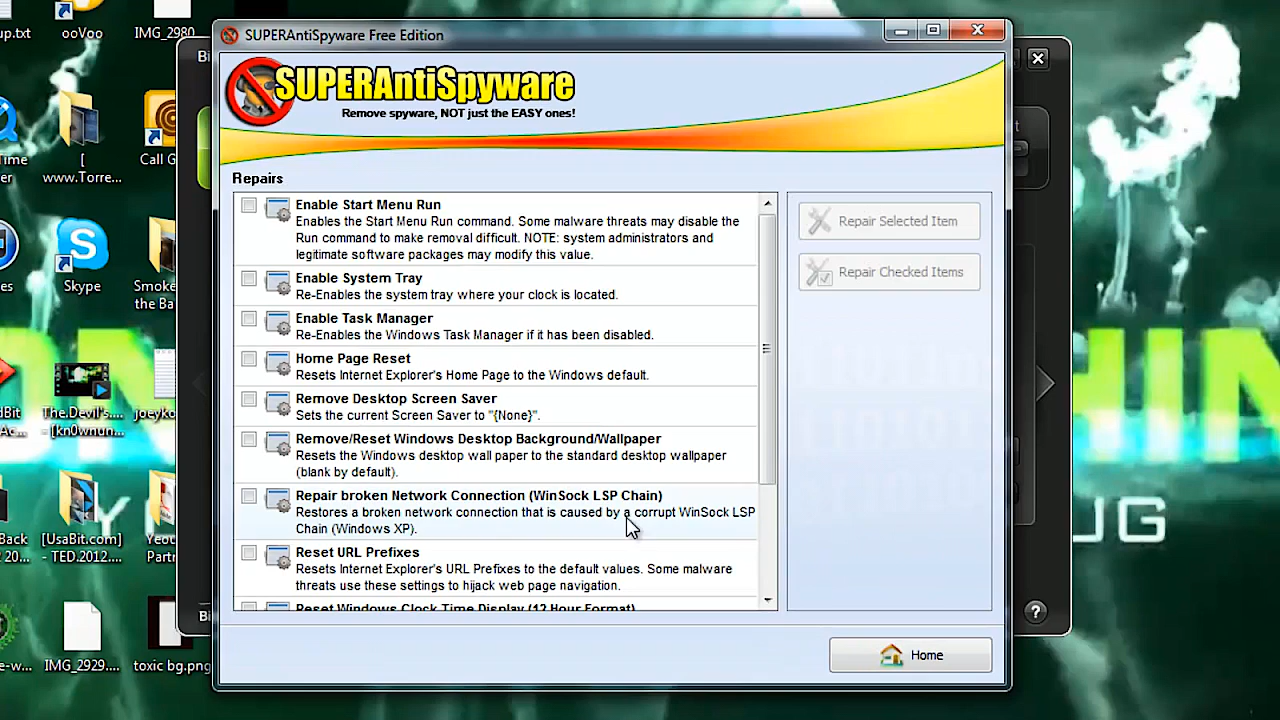 up.txt
ooVoo
IMG_2980
SUPERAntiSpyware Free Edition
SUPERAntiSpyware
Remove spyware, NOT just the EASY ones!
Bi
t
Time
er
[
www.Torre...
Call G
es
Skype
Smoke
the Ba
dBit
Ac...
The.Devil's....
- [kn0wnun...
joeyko
Back
20...
[UsaBit.com]
- TED.2012....
Yeou
Partn
e-w...
IMG_2929....
toxic bg.png
Repairs
Enable Start Menu Run
Enables the Start Menu Run command. Some malware threats may disable the
Run command to make removal difficult. NOTE: system administrators and
legitimate software packages may modify this value.
Enable System Tray
Re-Enables the system tray where your clock is located.
Enable Task Manager
Re-Enables the Windows Task Manager if it has been disabled.
Home Page Reset
Resets Internet Explorer's Home Page to the Windows default.
Remove Desktop Screen Saver
Sets the current Screen Saver to "{None}".
Remove/Reset Windows Desktop Background/Wallpaper
Resets the Windows desktop wall paper to the standard desktop wallpaper
(blank by default).
Repair broken Network Connection (WinSock LSP Chain)
Restores a broken network connection that is caused by a corrupt WinSock LSP
Chain (Windows XP).
Reset URL Prefixes
Resets Internet Explorer's URL Prefixes to the default values. Some malware
threats use these settings to hijack web page navigation.
Reset Windows Clock Time Display (12 Hour Format)
Repair Selected Item
Repair Checked Items
UG
Bi
?
Home